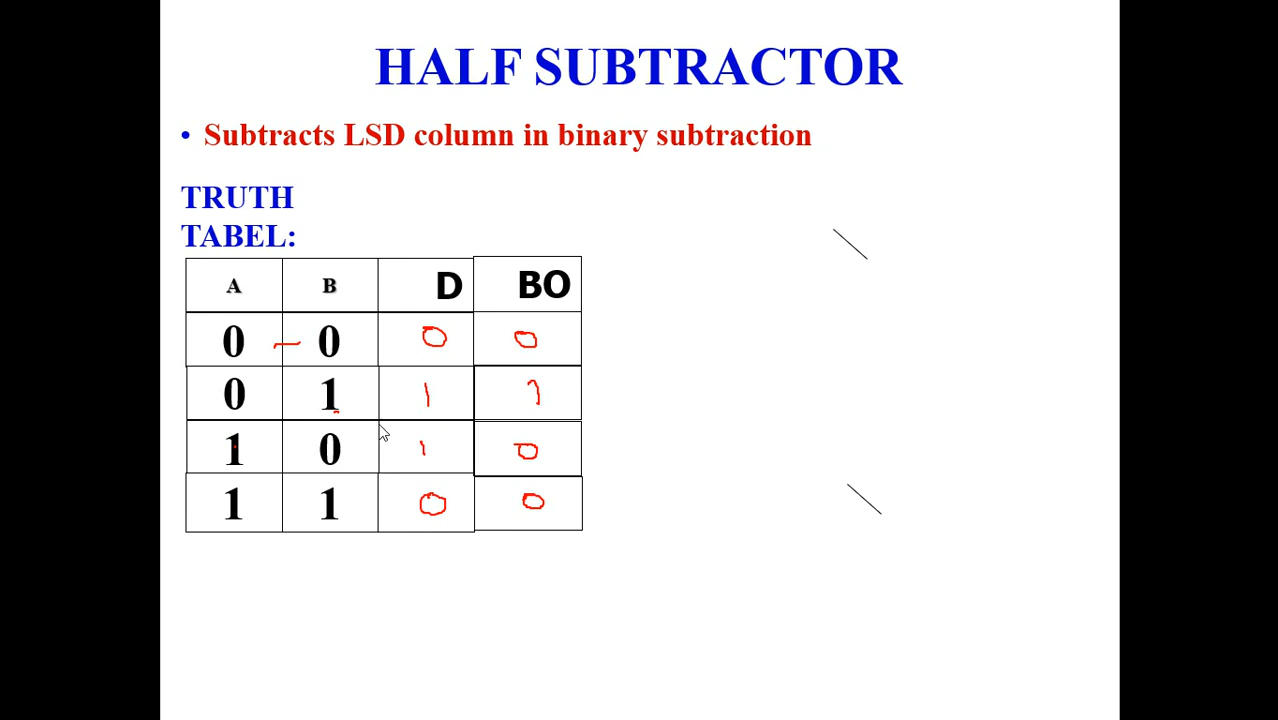 HALF SUBTRACTOR
• Subtracts LSD column in binary subtraction
TRUTH
TABEL:
A B D BO
0 – 0 0 0
0 1 1 1
1 0 1 0
1 1 0 0